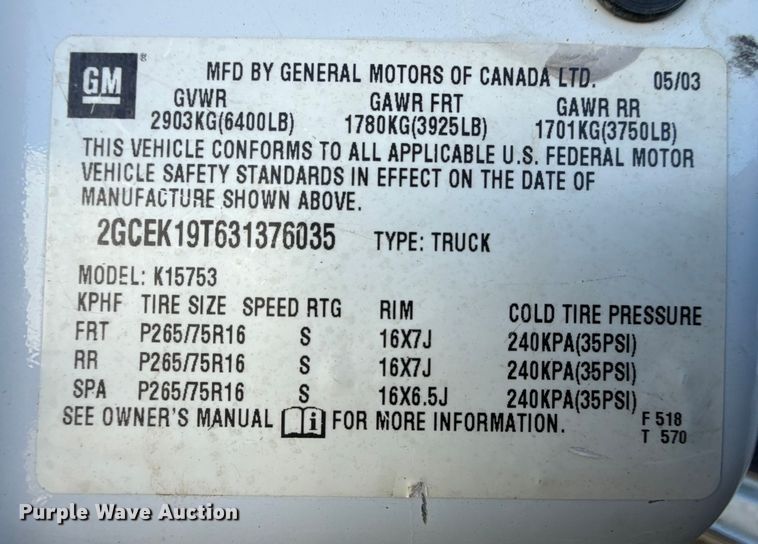 GM®
MFD BY GENERAL MOTORS OF CANADA LTD. 05/03
GVWR GAWR FRT GAWR RR
2903KG(6400LB) 1780KG(3925LB) 1701KG(3750LB)
THIS VEHICLE CONFORMS TO ALL APPLICABLE U.S. FEDERAL MOTOR
VEHICLE SAFETY STANDARDS IN EFFECT ON THE DATE OF
MANUFACTURE SHOWN ABOVE.
2GCEK19T631376035 TYPE: TRUCK
MODEL: K15753
KPHF TIRE SIZE SPEED RTG RIM COLD TIRE PRESSURE
FRT P265/75R16 S 16X7J 240KPA(35PSI)
RR P265/75R16 S 16X7J 240KPA(35PSI)
SPA P265/75R16 S 16X6.5J 240KPA(35PSI)
SEE OWNER'S MANUAL i FOR MORE INFORMATION.
F 518
T 570
Purple Wave Auction